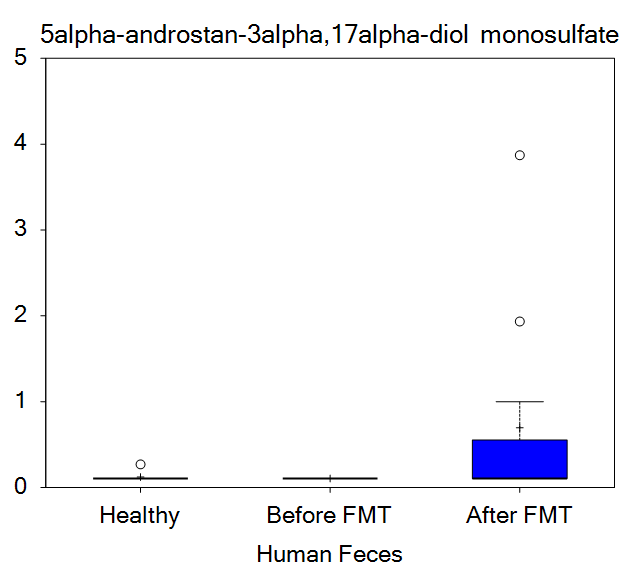 5alpha-androstan-3alpha,17alpha-diol monosulfate
5
4
3
2
1
0
Healthy Before FMT After FMT
Human Feces